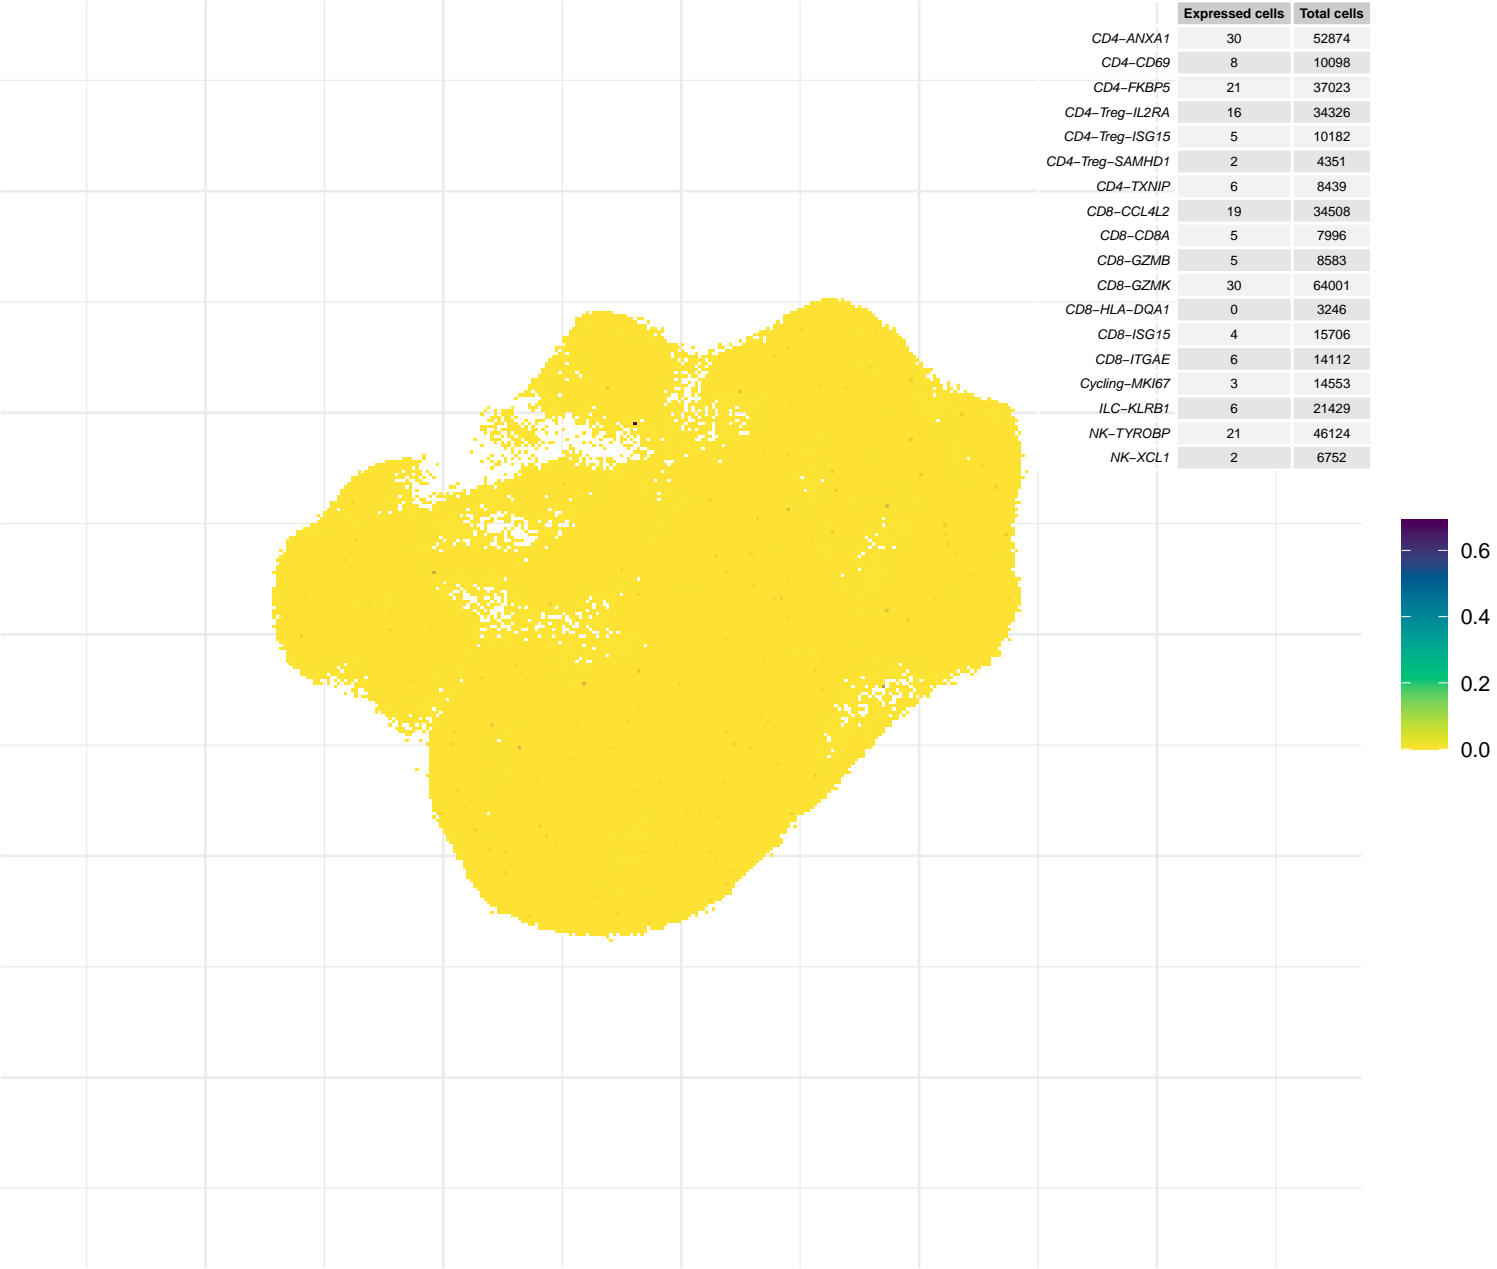 Expressed cells Total cells
CD4−ANXA1 30 52874
CD4−CD69 8 10098
CD4−FKBP5 21 37023
CD4−Treg−IL2RA 16 34326
CD4−Treg−ISG15 5 10182
CD4−Treg−SAMHD1 2 4351
CD4−TXNIP 6 8439
CD8−CCL4L2 19 34508
CD8−CD8A 5 7996
CD8−GZMB 5 8583
CD8−GZMK 30 64001
CD8−HLA−DQA1 0 3246
CD8−ISG15 4 15706
CD8−ITGAE 6 14112
Cycling−MKI67 3 14553
ILC−KLRB1 6 21429
NK−TYROBP 21 46124
NK−XCL1 2 6752
0.6
0.4
0.2
0.0